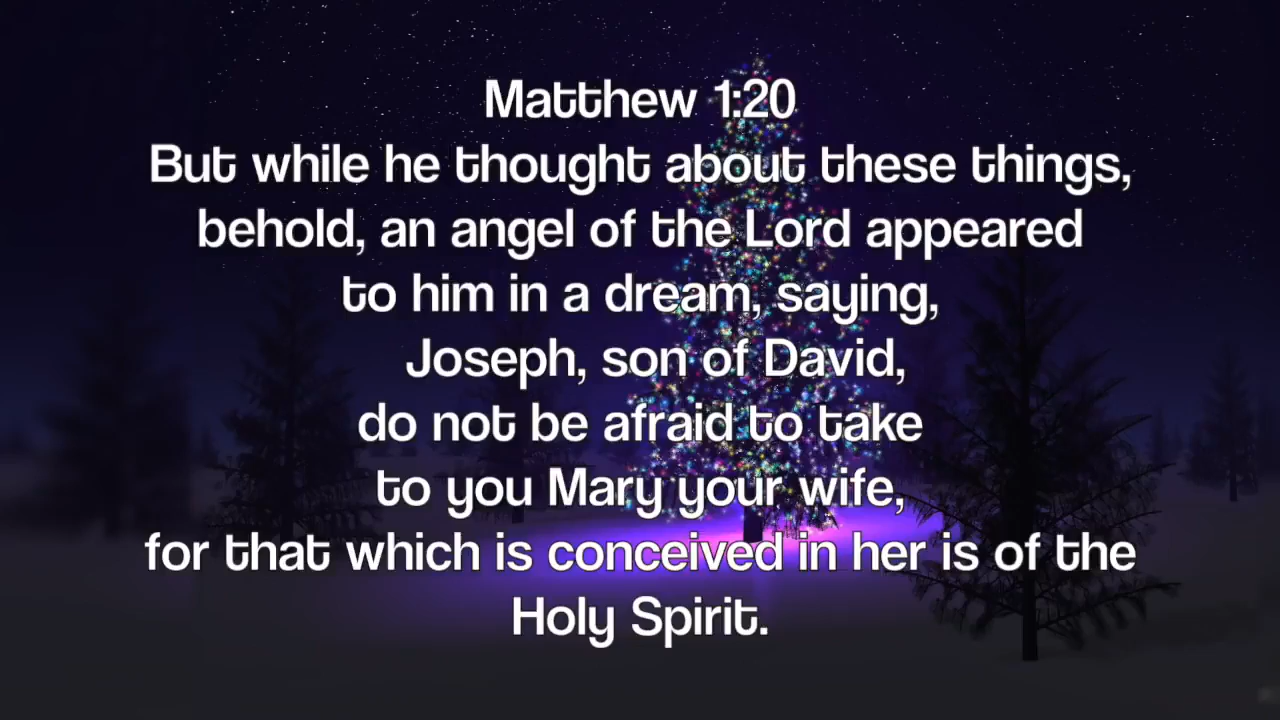 Matthew 1:20
But while he thought about these things,
behold, an angel of the Lord appeared
to him in a dream, saying,
Joseph, son of David,
do not be afraid to take
to you Mary your wife,
for that which is conceived in her is of the
Holy Spirit.